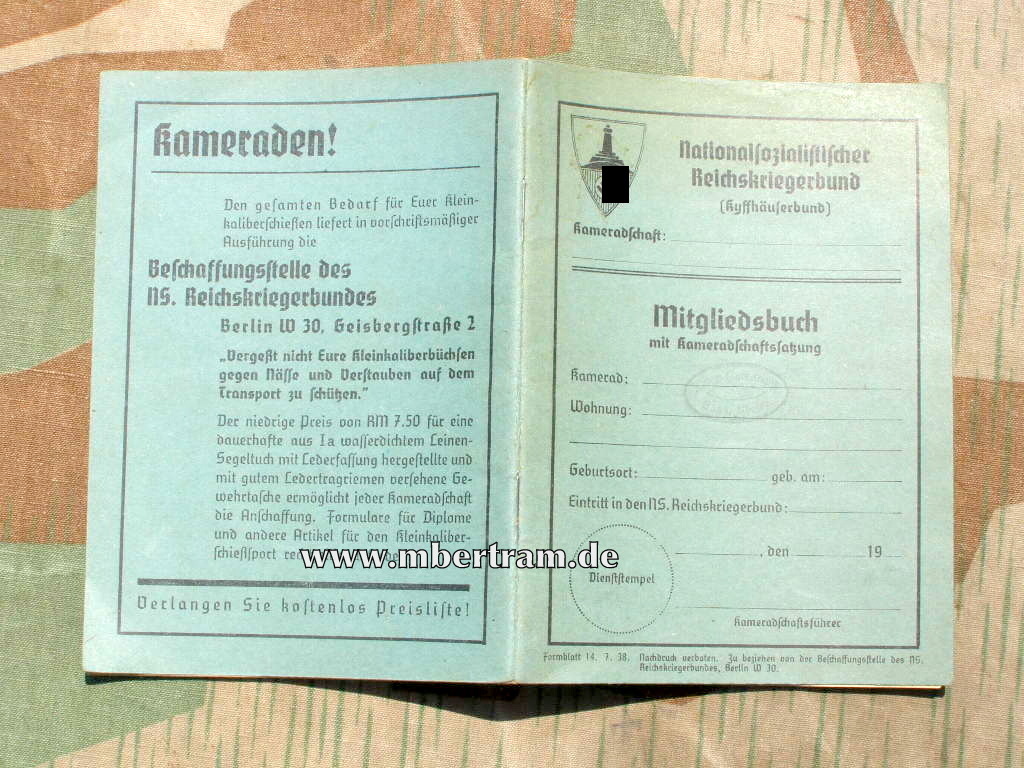 Kameraden!
Den gesamten Bedarf für Euer Klein-
kaliberschießen liefert in vorschriftsmäßiger
Ausführung die
Beschaffungsstelle des
NS. Reichskriegerbundes
Berlin W 30, Geisbergstraße 2
„Vergeßt nicht Eure Kleinkaliberbüchsen
gegen Nässe und Verstauben auf dem
Transport zu schützen.“
Der niedrige Preis von RM 7.50 für eine
dauerhafte aus Ia wasserdichtem Leinen-
Segeltuch mit Lederfassung hergestellte und
mit gutem Ledertragriemen versehene Ge-
wehrtasche ermöglicht jeder Kameradschaft
die Anschaffung. Formulare für Diplome
und andere Artikel für den Kleinkaliber-
schießsport
Verlangen Sie kostenlos Preisliste!
Nationalsozialistischer
Reichskriegerbund
(Kyffhäuserbund)
Kameradschaft:
Mitgliedsbuch
mit Kameradschaftssatzung
Kamerad:
Wohnung:
Geburtsort: geb. am:
Eintritt in den NS. Reichskriegerbund:
, den 19
Dienststempel
Kameradschaftsführer
Formblatt 14. 7. 38. Nachdruck verboten. Zu beziehen von der Beschaffungsstelle des NS.
Reichskriegerbundes, Berlin W 30.
www.mbertram.de